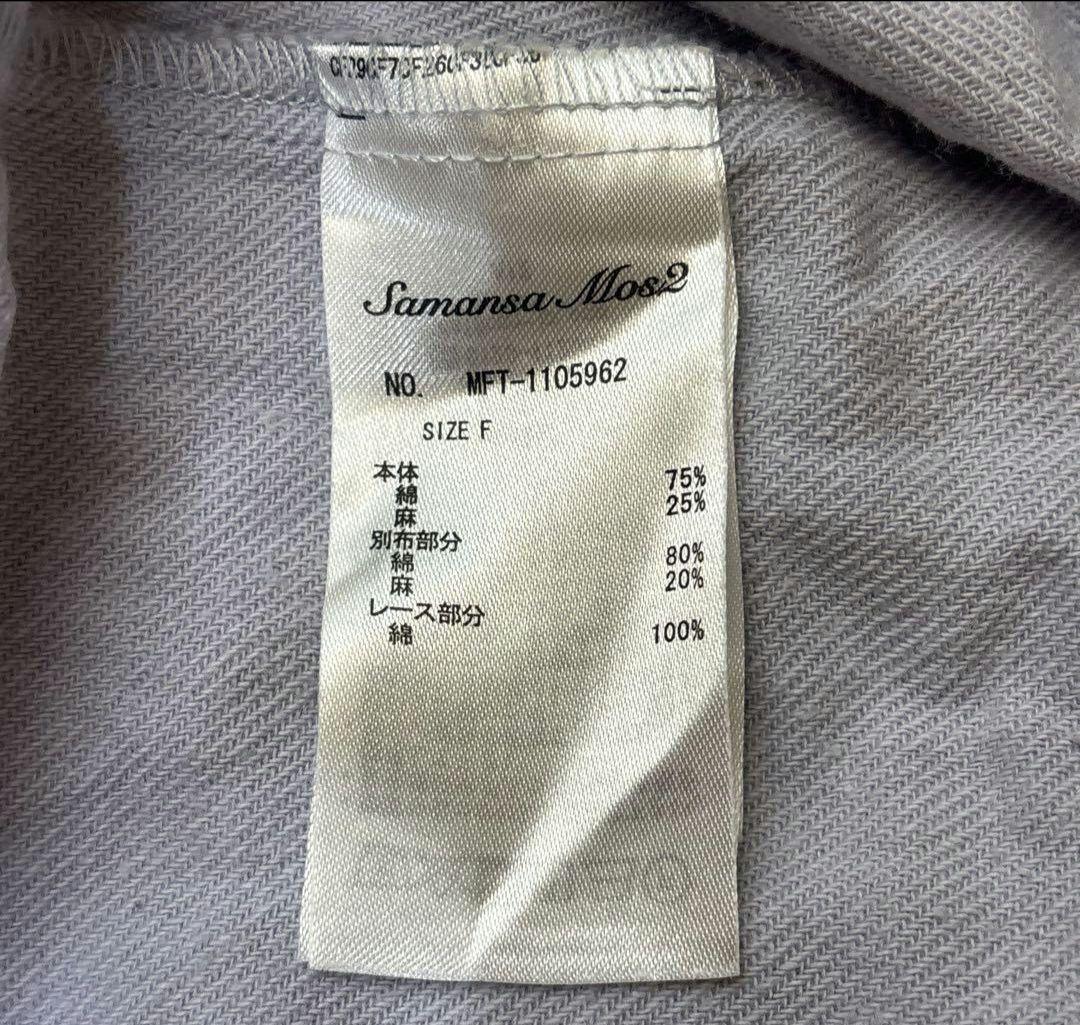 Samansa Mos2
NO. MFT-1105962
SIZE F
本体
綿 75%
麻 25%
別布部分
綿 80%
麻 20%
レース部分
綿 100%